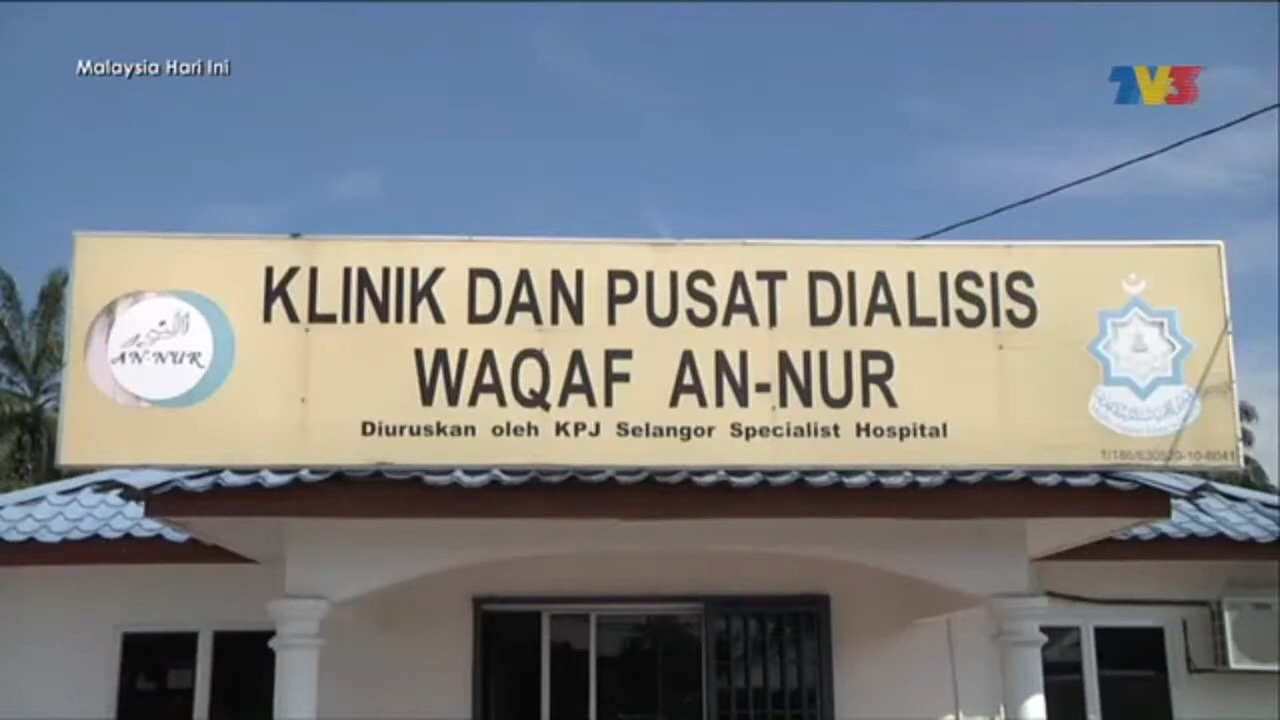 Malaysia Hari Ini
TV3
KLINIK DAN PUSAT DIALISIS
WAQAF AN-NUR
Diuruskan oleh KPJ Selangor Specialist Hospital
النور
AN-NUR